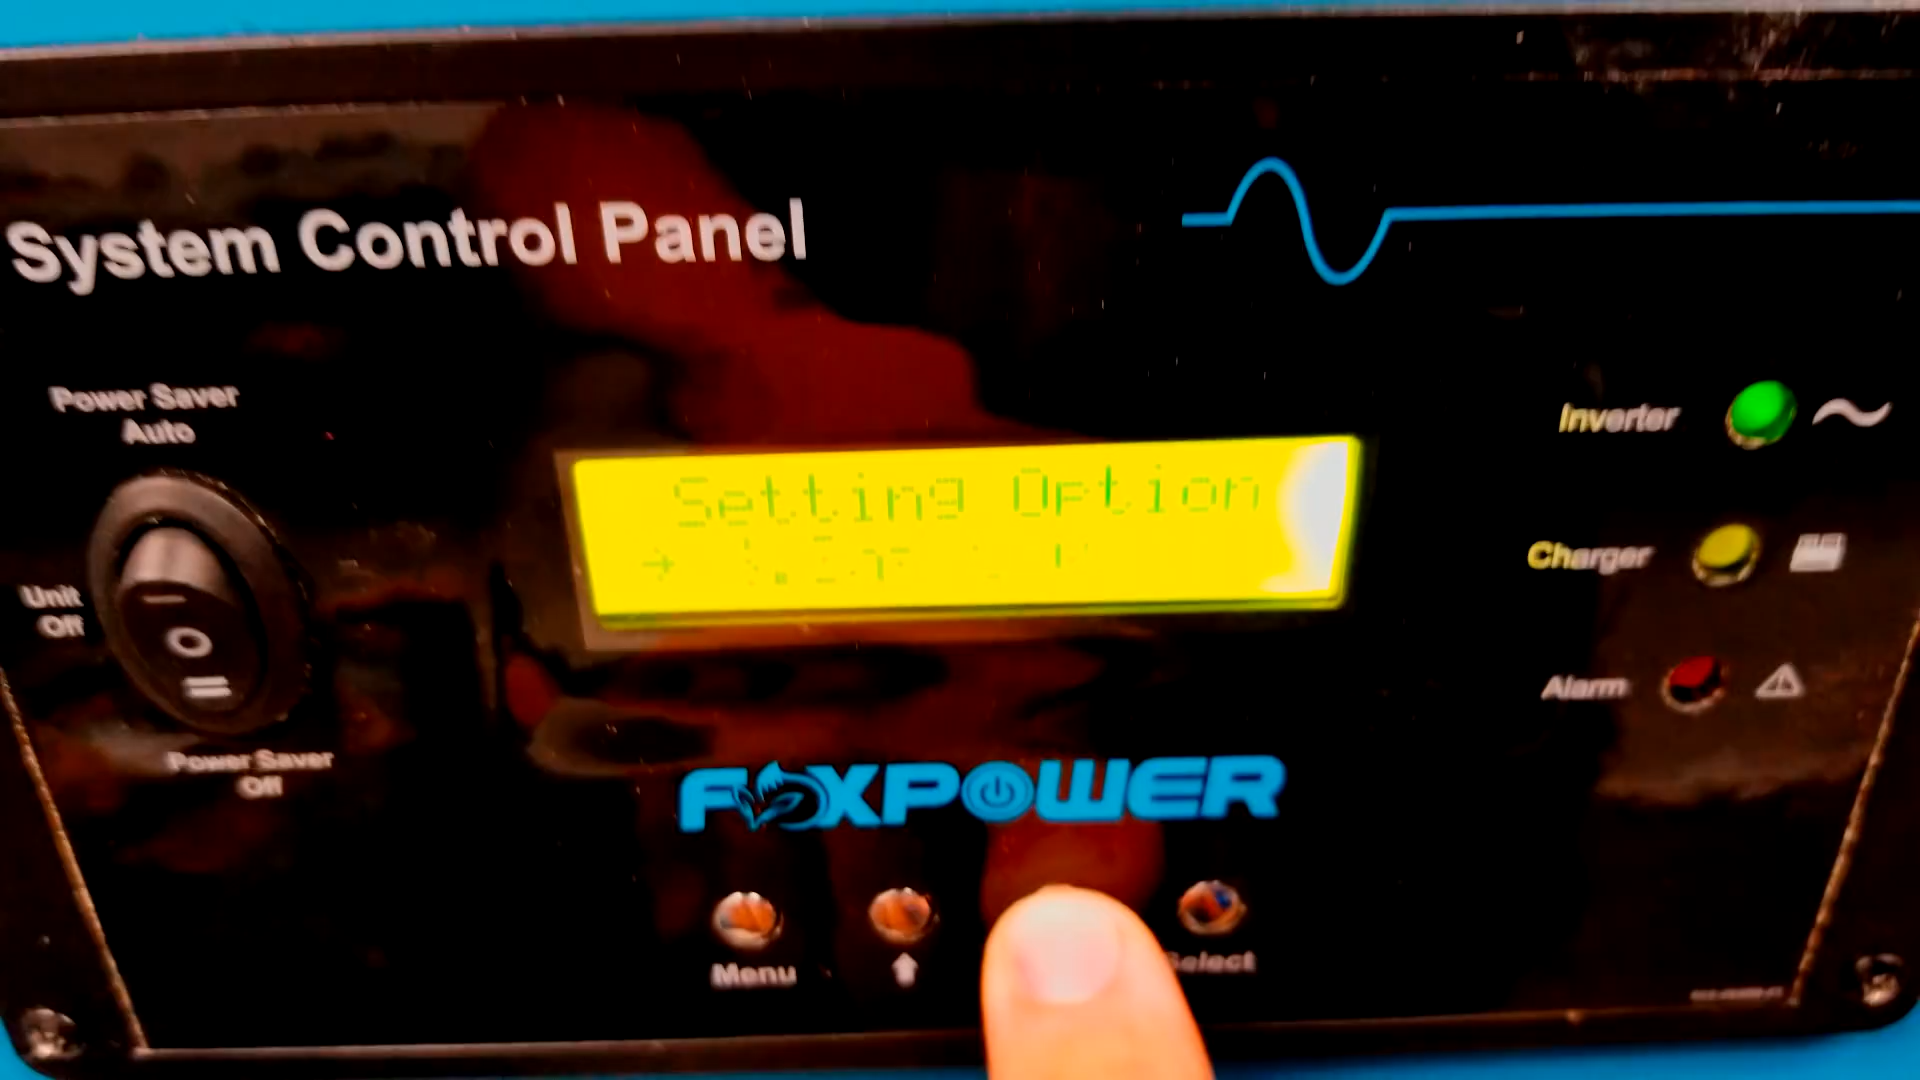 System Control Panel
Power Saver
Auto
Unit
Off
Power Saver
Off
Setting Option
Inverter
Charger
Alarm
FOXPOWER
Menu
Select